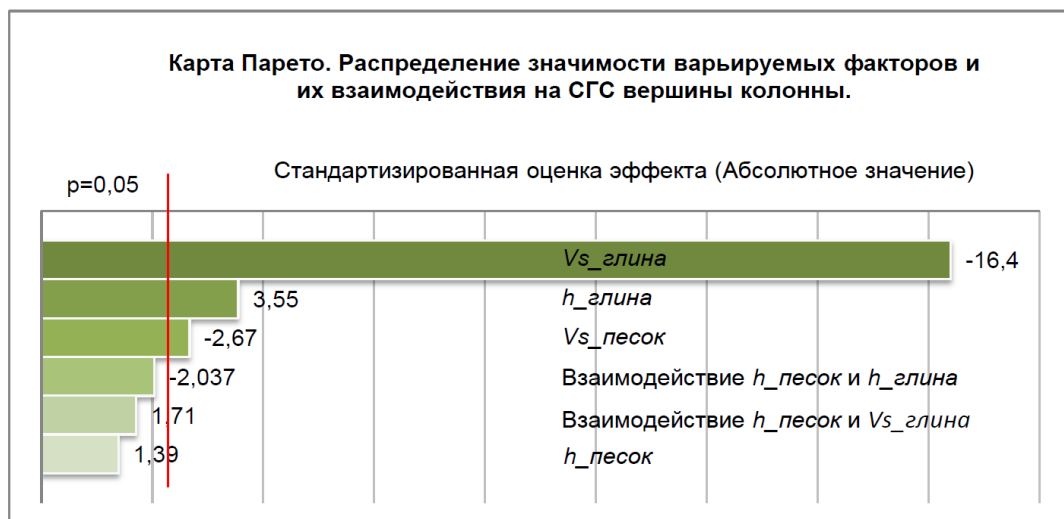 Карта Парето. Распределение значимости варьируемых факторов и
их взаимодействия на СГС вершины колонны.
Стандартизированная оценка эффекта (Абсолютное значение)
p=0,05
Vs_глина
-16,4
h_глина
3,55
Vs_песок
-2,67
Взаимодействие h_песок и h_глина
-2,037
Взаимодействие h_песок и Vs_глина
1,71
h_песок
1,39